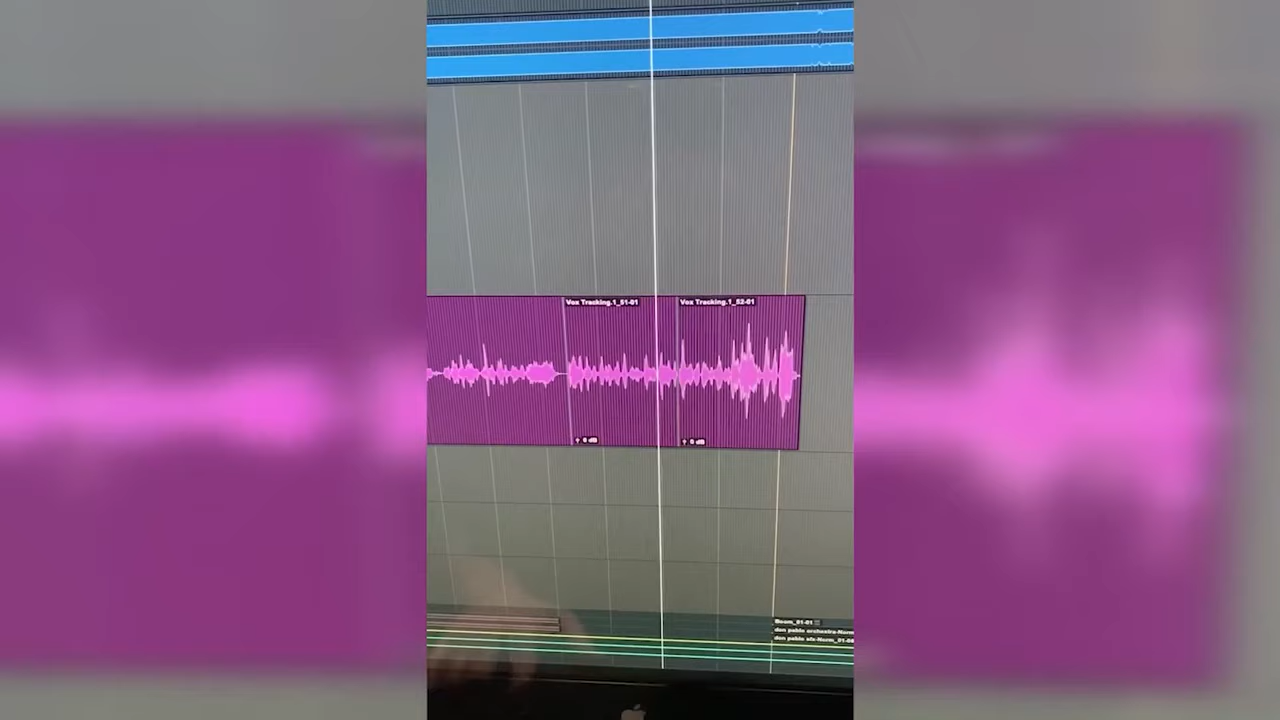 Vox Tracking.1_51-01
Vox Tracking.1_52-01
0 dB
0 dB
Boom_01-01
don pablo orchestra-Norm
don pablo sfx-Norm_01-08